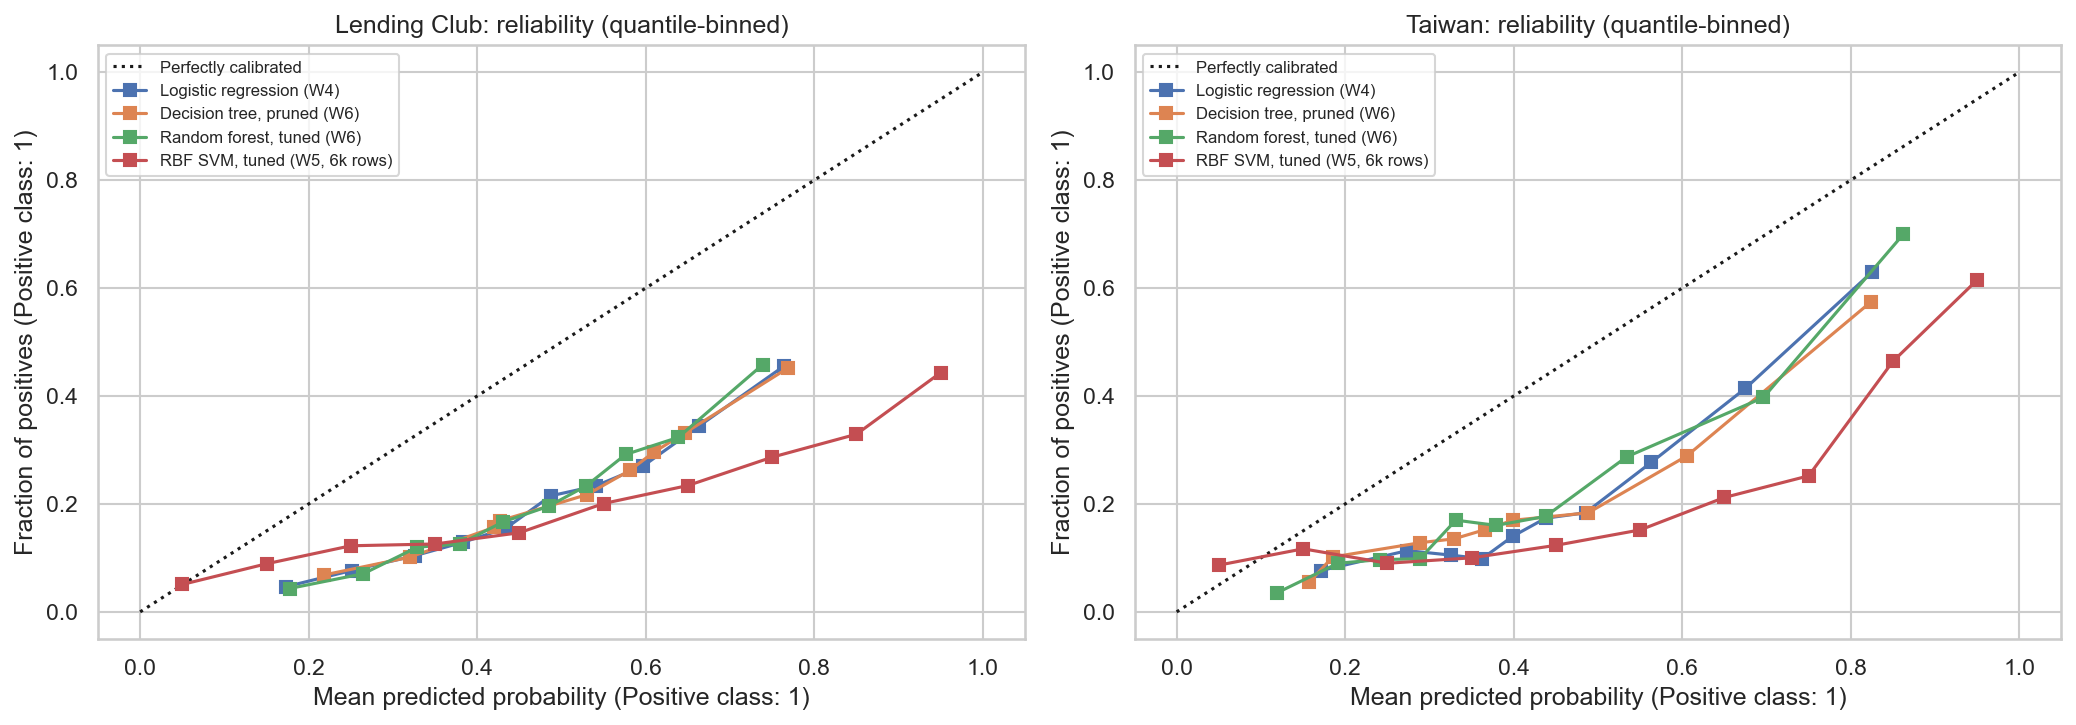 Lending Club: reliability (quantile-binned)
Perfectly calibrated
Logistic regression (W4)
Decision tree, pruned (W6)
Random forest, tuned (W6)
RBF SVM, tuned (W5, 6k rows)
Fraction of positives (Positive class: 1)
1.0
0.8
0.6
0.4
0.2
0.0
0.0 0.2 0.4 0.6 0.8 1.0
Mean predicted probability (Positive class: 1)
Taiwan: reliability (quantile-binned)
Perfectly calibrated
Logistic regression (W4)
Decision tree, pruned (W6)
Random forest, tuned (W6)
RBF SVM, tuned (W5, 6k rows)
Fraction of positives (Positive class: 1)
1.0
0.8
0.6
0.4
0.2
0.0
0.0 0.2 0.4 0.6 0.8 1.0
Mean predicted probability (Positive class: 1)